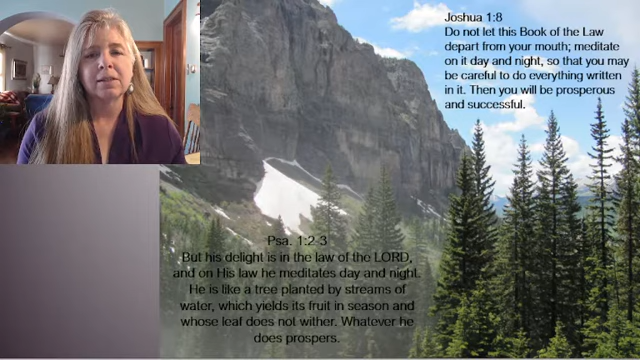 Joshua 1:8
Do not let this Book of the Law
depart from your mouth; meditate
on it day and night, so that you may
be careful to do everything written
in it. Then you will be prosperous
and successful.
Psa. 1:2-3
But his delight is in the law of the LORD,
and on His law he meditates day and night.
He is like a tree planted by streams of
water, which yields its fruit in season and
whose leaf does not wither. Whatever he
does prospers.